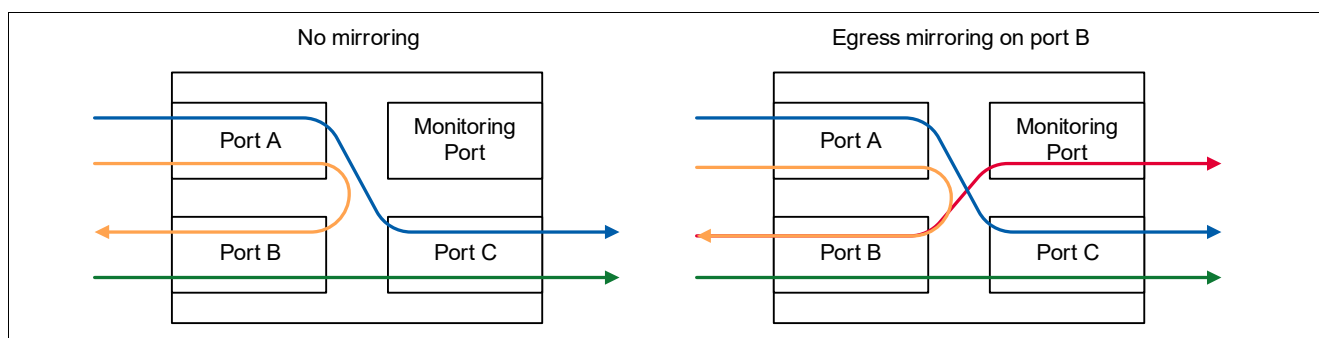 No mirroring
Egress mirroring on port B
Port A
Monitoring
Port
Port B
Port C
Port A
Monitoring
Port
Port B
Port C